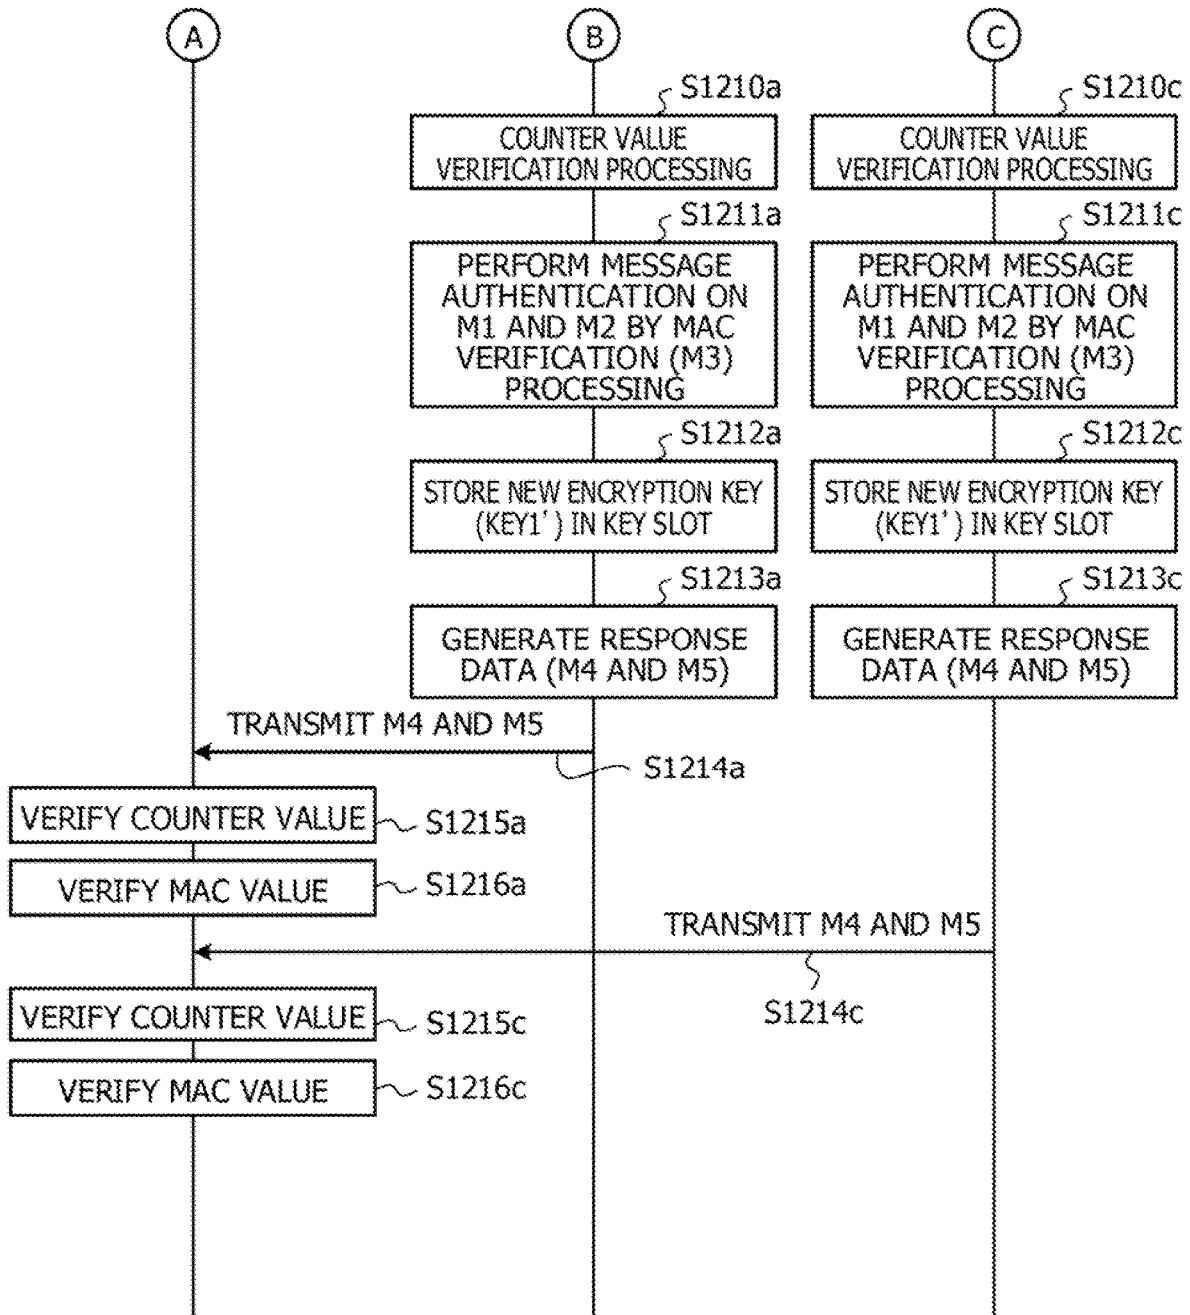 A
B
C
S1210a
COUNTER VALUE
VERIFICATION PROCESSING
S1210c
COUNTER VALUE
VERIFICATION PROCESSING
S1211a
PERFORM MESSAGE
AUTHENTICATION ON
M1 AND M2 BY MAC
VERIFICATION (M3)
PROCESSING
S1211c
PERFORM MESSAGE
AUTHENTICATION ON
M1 AND M2 BY MAC
VERIFICATION (M3)
PROCESSING
S1212a
STORE NEW ENCRYPTION KEY
(KEY1') IN KEY SLOT
S1212c
STORE NEW ENCRYPTION KEY
(KEY1') IN KEY SLOT
S1213a
GENERATE RESPONSE
DATA (M4 AND M5)
S1213c
GENERATE RESPONSE
DATA (M4 AND M5)
TRANSMIT M4 AND M5
S1214a
VERIFY COUNTER VALUE
S1215a
VERIFY MAC VALUE
S1216a
TRANSMIT M4 AND M5
S1214c
VERIFY COUNTER VALUE
S1215c
VERIFY MAC VALUE
S1216c